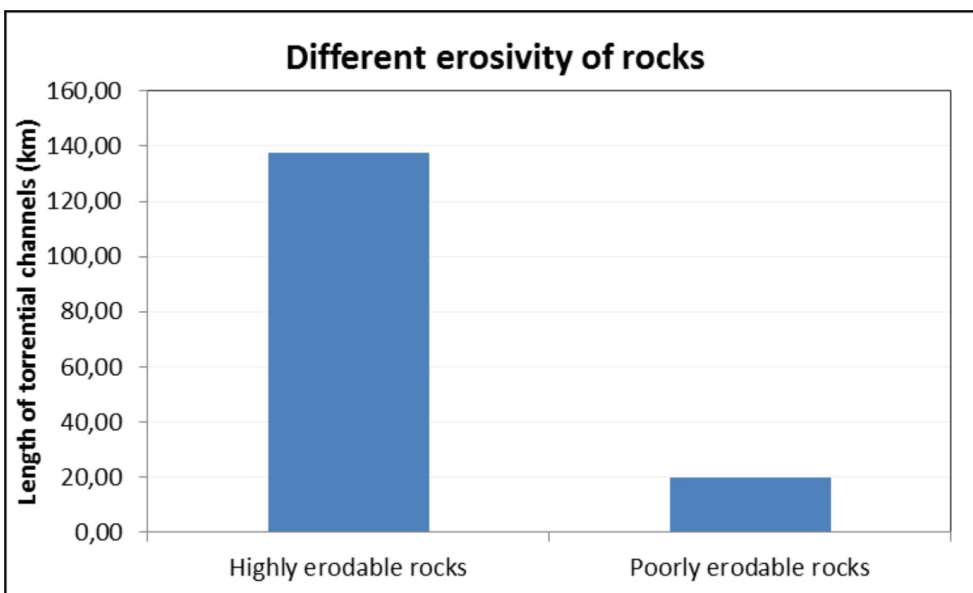 Different erosivity of rocks
Length of torrential channels (km)
160,00
140,00
120,00
100,00
80,00
60,00
40,00
20,00
0,00
Highly erodable rocks
Poorly erodable rocks